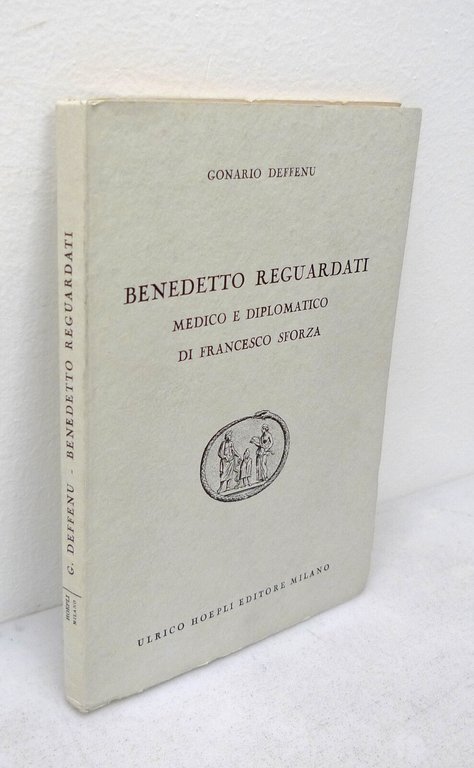 GONARIO DEFFENU
BENEDETTO REGUARDATI
MEDICO E DIPLOMATICO
DI FRANCESCO SFORZA
ULRICO HOEPLI EDITORE MILANO
G. DEFFENU - BENEDETTO REGUARDATI
HOEPLI
MILANO